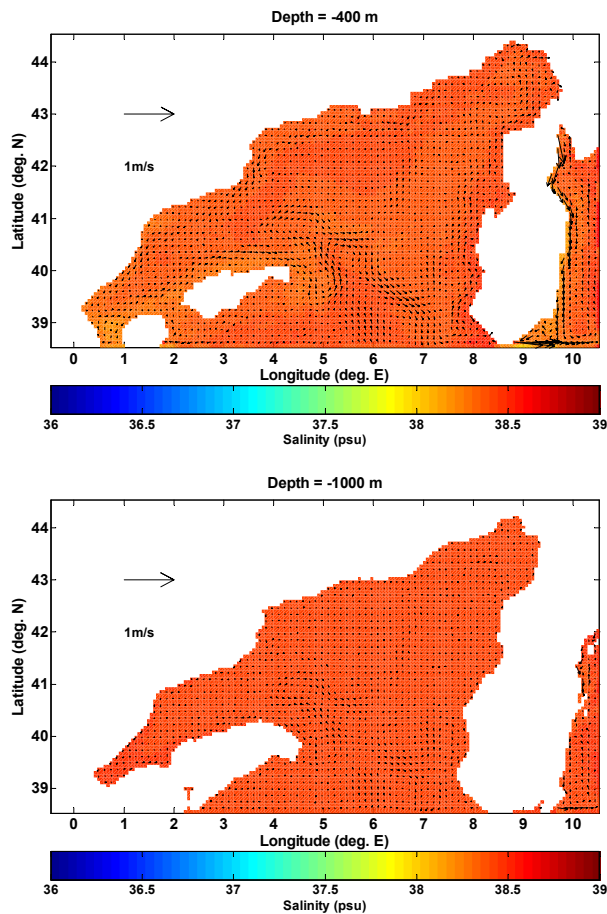 Depth = -400 m
44
43
42
41
40
39
1m/s
Latitude (deg. N)
0 1 2 3 4 5 6 7 8 9 10
Longitude (deg. E)
36 36.5 37 37.5 38 38.5 39
Salinity (psu)
Depth = -1000 m
44
43
42
41
40
39
1m/s
Latitude (deg. N)
0 1 2 3 4 5 6 7 8 9 10
Longitude (deg. E)
36 36.5 37 37.5 38 38.5 39
Salinity (psu)